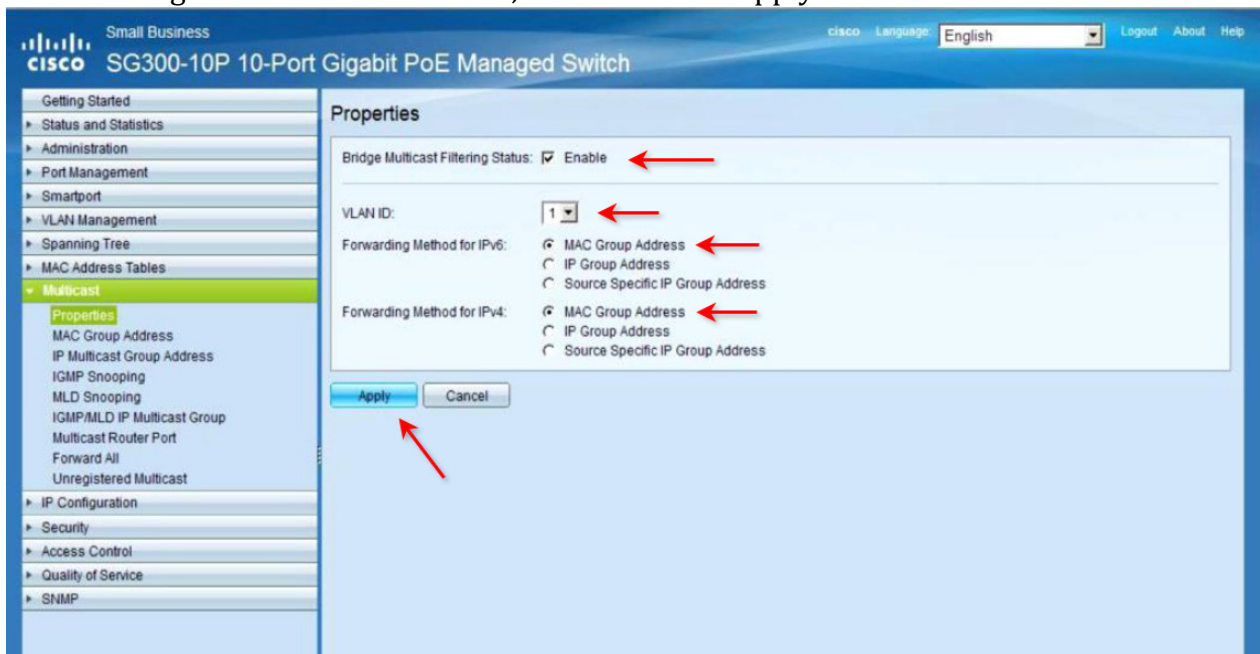 Small Business
cisco Language: English Logout About Help
cisco SG300-10P 10-Port Gigabit PoE Managed Switch
Getting Started
Status and Statistics
Administration
Port Management
Smartport
VLAN Management
Spanning Tree
MAC Address Tables
Multicast
Properties
MAC Group Address
IP Multicast Group Address
IGMP Snooping
MLD Snooping
IGMP/MLD IP Multicast Group
Multicast Router Port
Forward All
Unregistered Multicast
IP Configuration
Security
Access Control
Quality of Service
SNMP
Properties
Bridge Multicast Filtering Status: Enable
VLAN ID: 1
Forwarding Method for IPv6: MAC Group Address
IP Group Address
Source Specific IP Group Address
Forwarding Method for IPv4: MAC Group Address
IP Group Address
Source Specific IP Group Address
Apply Cancel